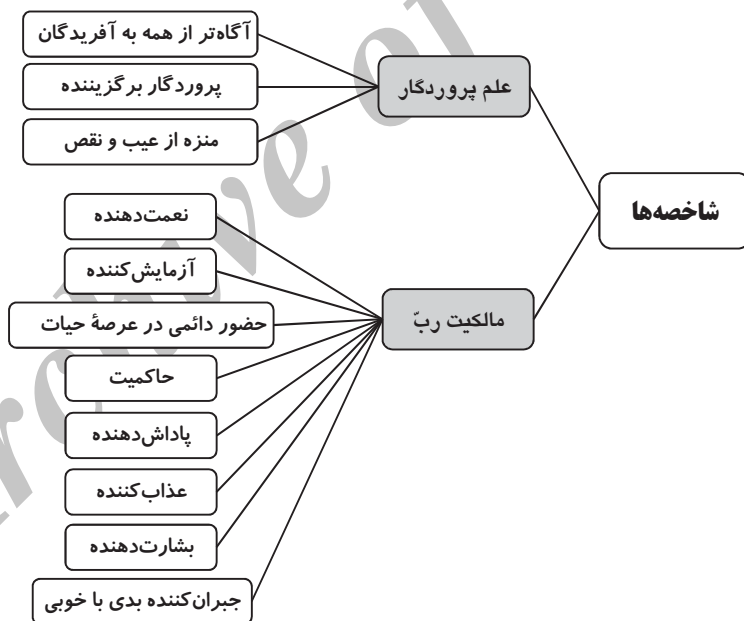 شاخصه‌ها
علم پروردگار
آگاه‌تر از همه به آفریدگان
پروردگار برگزیننده
منزه از عیب و نقص
مالکیت ربّ
نعمت‌دهنده
آزمایش‌کننده
حضور دائمی در عرصهٔ حیات
حاکمیت
پاداش‌دهنده
عذاب‌کننده
بشارت‌دهنده
جبران‌کننده بدی با خوبی
Archive of